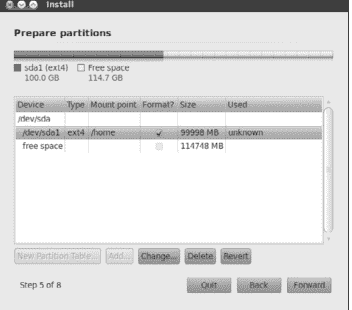 Install
Prepare partitions
sda1 (ext4) Free space
100.0 GB 114.7 GB
Device Type Mount point Format? Size Used
/dev/sda
/dev/sda1 ext4 /home 99998 MB unknown
free space 114748 MB
New Partition Table... Add... Change... Delete Revert
Step 5 of 8 Quit Back Forward